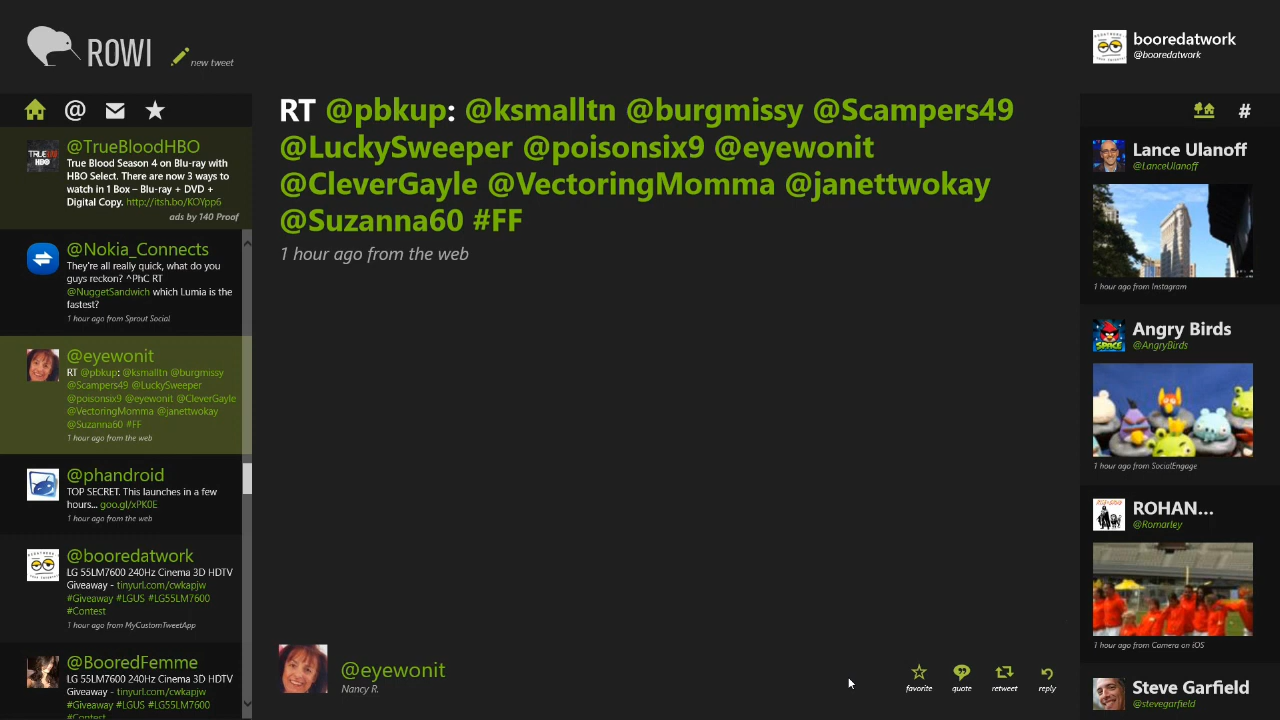 ROWI
new tweet
booredatwork
@booredatwork
@
#
@TrueBloodHBO
True Blood Season 4 on Blu-ray with
HBO Select. There are now 3 ways to
watch in 1 Box – Blu-ray + DVD +
Digital Copy. http://itsh.bo/KOYpp6
ads by 140 Proof
@Nokia_Connects
They're all really quick, what do you
guys reckon? ^PhC RT
@NuggetSandwich which Lumia is the
fastest?
1 hour ago from Sprout Social
@eyewonit
RT @pbkup: @ksmalltn @burgmissy
@Scampers49 @LuckySweeper
@poisonsix9 @eyewonit @CleverGayle
@VectoringMomma @janettwokay
@Suzanna60 #FF
1 hour ago from the web
@phandroid
TOP SECRET. This launches in a few
hours... goo.gl/xPK0E
1 hour ago from the web
@booredatwork
LG 55LM7600 240Hz Cinema 3D HDTV
Giveaway - tinyurl.com/cwkapjw
#Giveaway #LGUS #LG55LM7600
#Contest
1 hour ago from MyCustomTweetApp
@BooredFemme
LG 55LM7600 240Hz Cinema 3D HDTV
Giveaway - tinyurl.com/cwkapjw
#Giveaway #LGUS #LG55LM7600
#Contest
RT @pbkup: @ksmalltn @burgmissy @Scampers49
@LuckySweeper @poisonsix9 @eyewonit
@CleverGayle @VectoringMomma @janettwokay
@Suzanna60 #FF
1 hour ago from the web
@eyewonit
Nancy R.
favorite
quote
retweet
reply
Lance Ulanoff
@LanceUlanoff
1 hour ago from Instagram
Angry Birds
@AngryBirds
SPACE
1 hour ago from SocialEngage
ROHAN...
@Romarley
1 hour ago from Camera on iOS
Steve Garfield
@stevegarfield